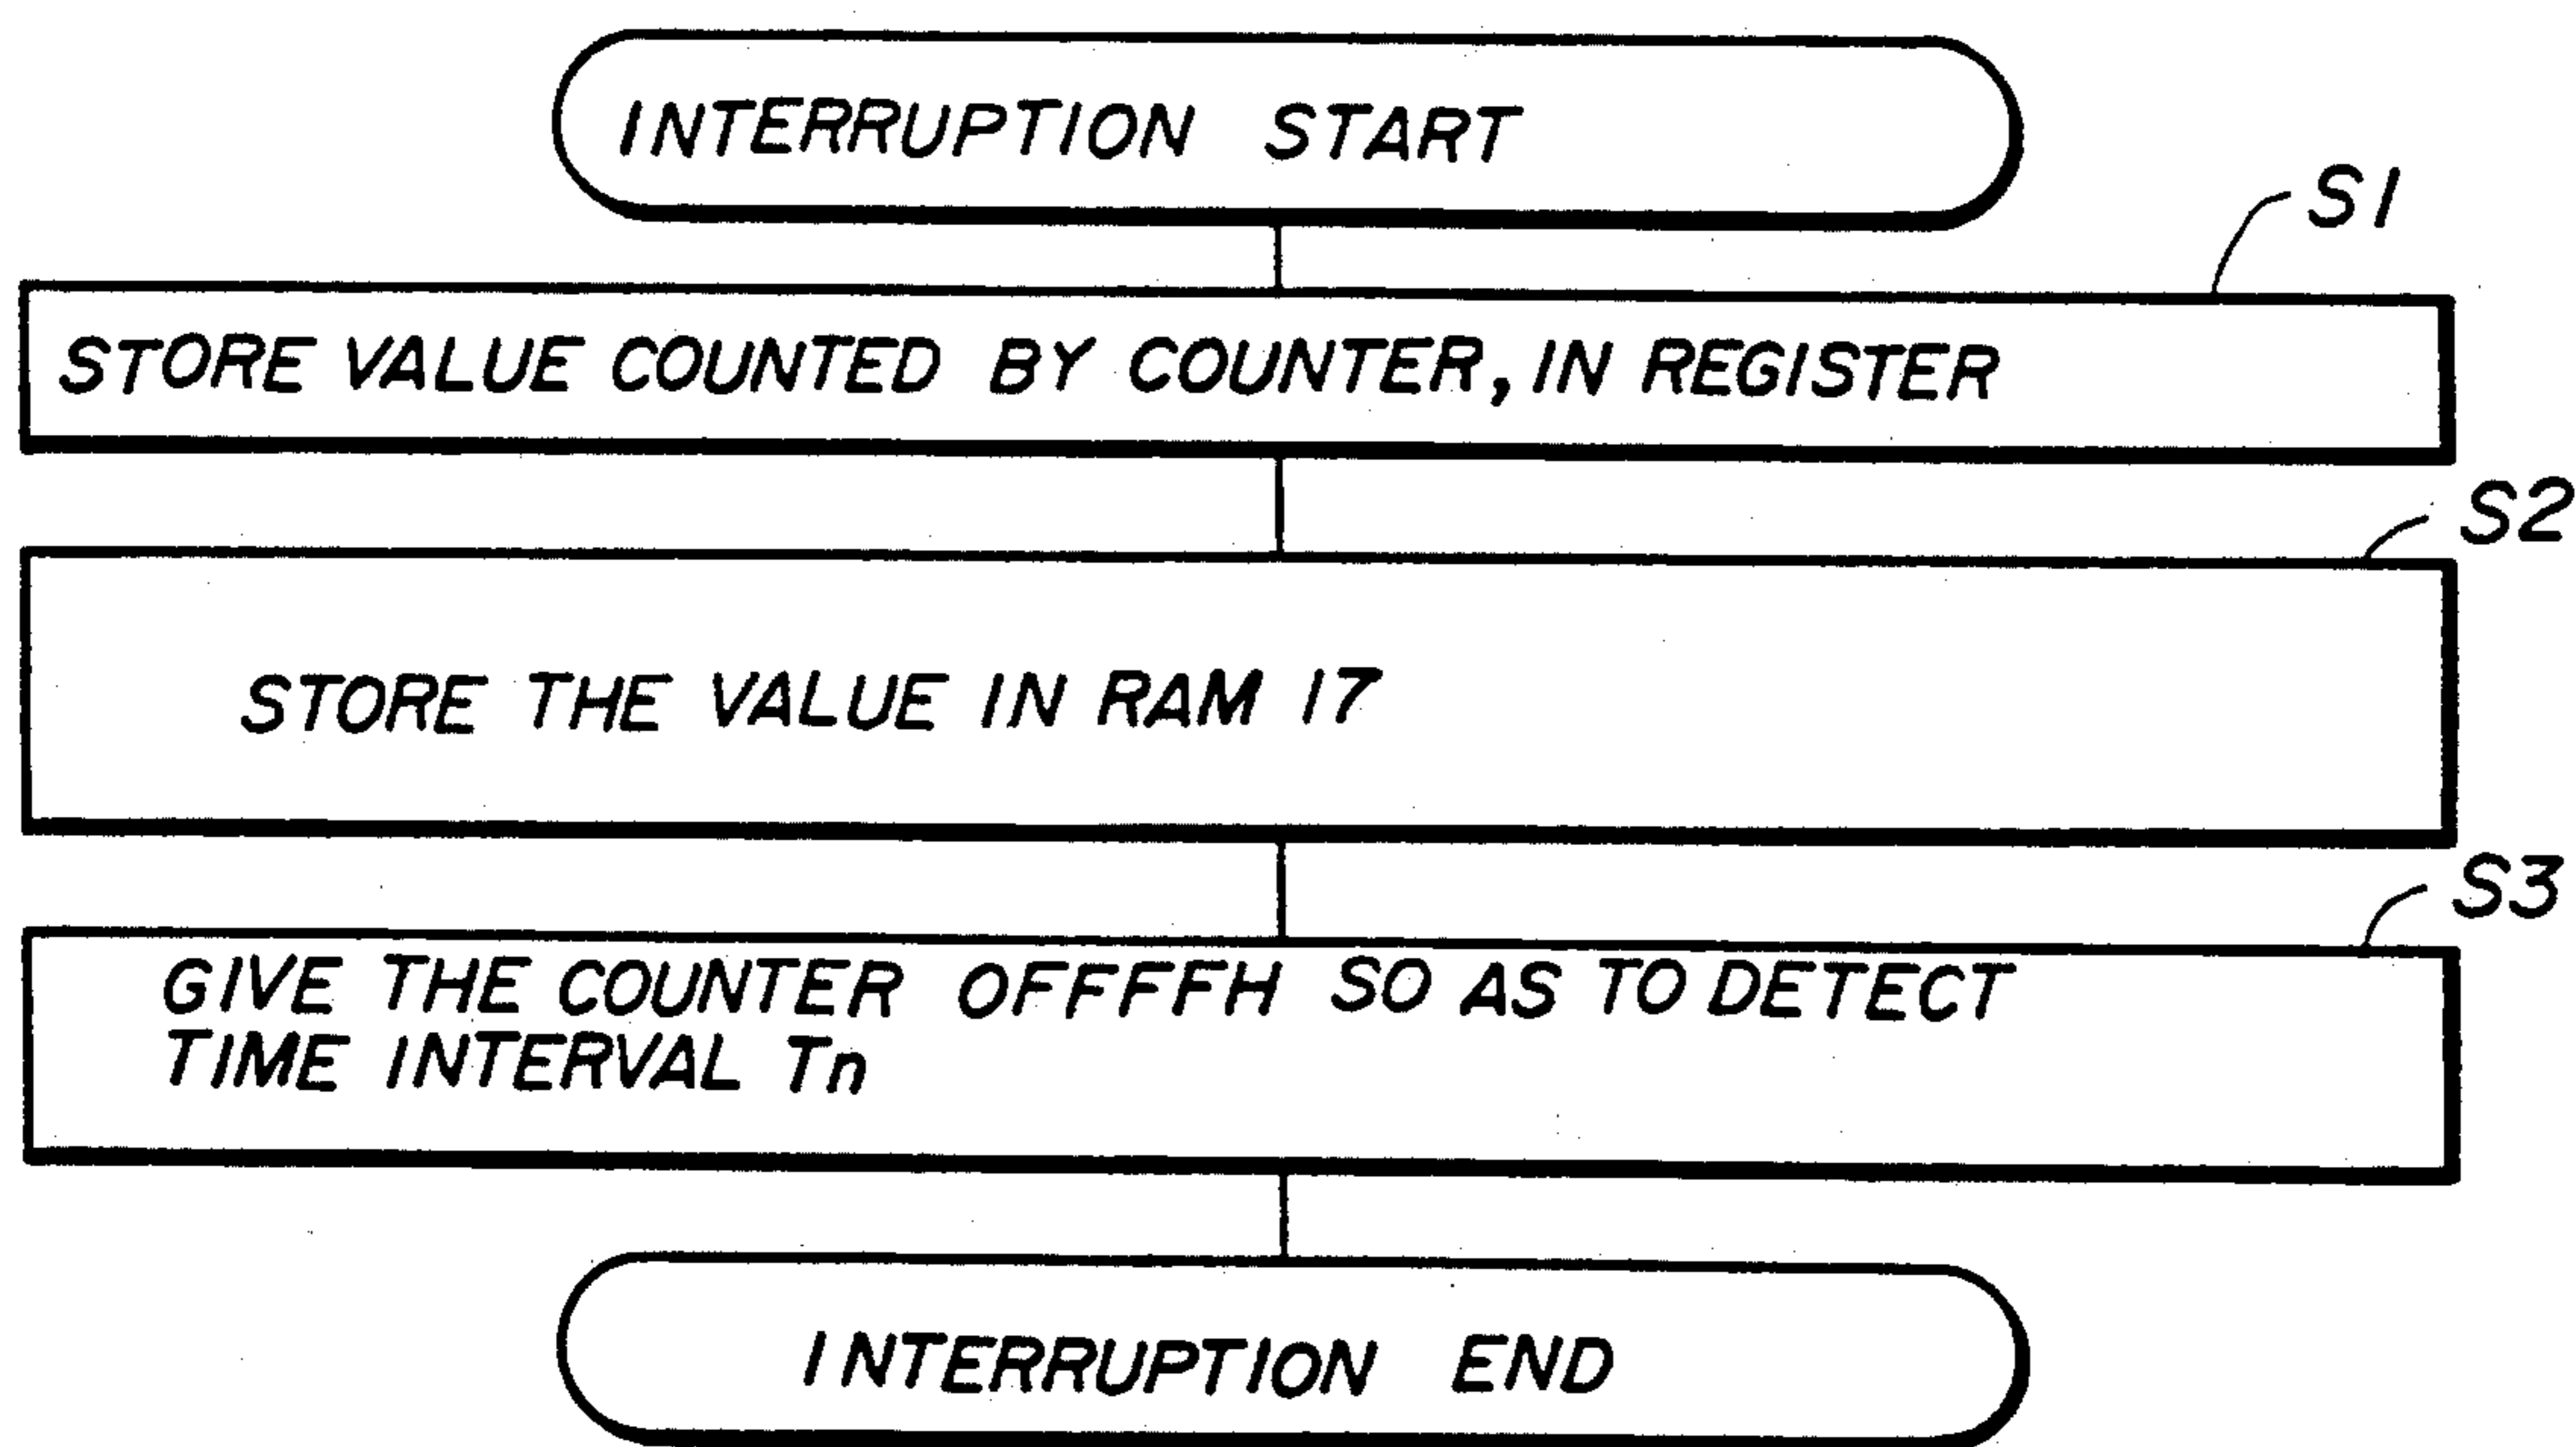 INTERRUPTION START
S1
STORE VALUE COUNTED BY COUNTER, IN REGISTER
S2
STORE THE VALUE IN RAM 17
S3
GIVE THE COUNTER OFFFFH SO AS TO DETECT
TIME INTERVAL Tn
INTERRUPTION END